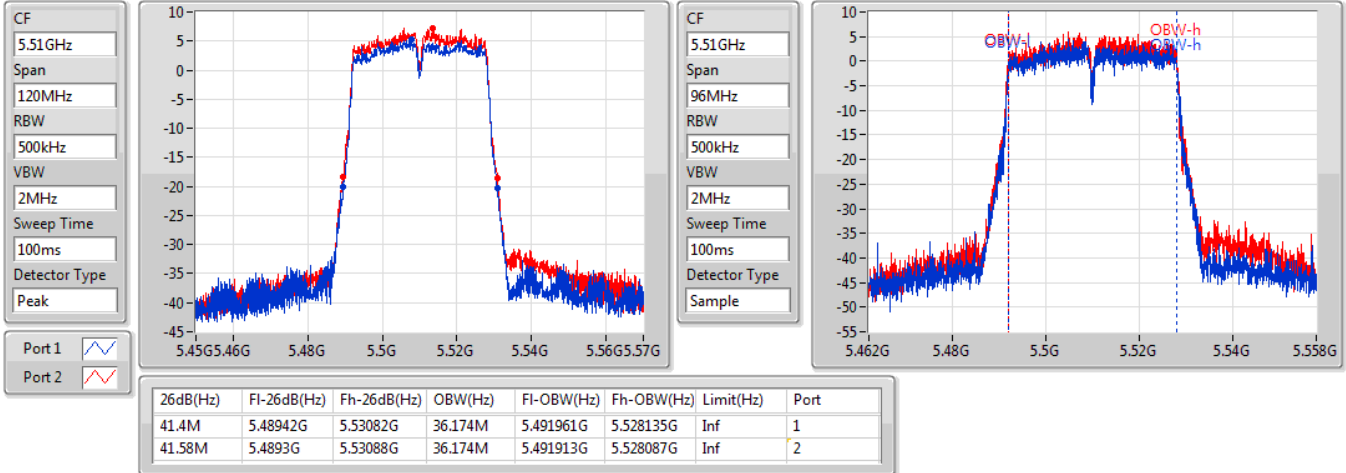 CF
5.51GHz
Span
120MHz
RBW
500kHz
VBW
2MHz
Sweep Time
100ms
Detector Type
Peak
Port 1
Port 2
10
5
0
-5
-10
-15
-20
-25
-30
-35
-40
-45
5.45G 5.46G 5.48G 5.5G 5.52G 5.54G 5.56G 5.57G
CF
5.51GHz
Span
96MHz
RBW
500kHz
VBW
2MHz
Sweep Time
100ms
Detector Type
Sample
10
5
0
-5
-10
-15
-20
-25
-30
-35
-40
-45
-50
-55
OBW-l
OBW-l
OBW-h
OBW-h
5.462G 5.48G 5.5G 5.52G 5.54G 5.558G
26dB(Hz) Fl-26dB(Hz) Fh-26dB(Hz) OBW(Hz) Fl-OBW(Hz) Fh-OBW(Hz) Limit(Hz) Port
41.4M 5.48942G 5.53082G 36.174M 5.491961G 5.528135G Inf 1
41.58M 5.4893G 5.53088G 36.174M 5.491913G 5.528087G Inf 2